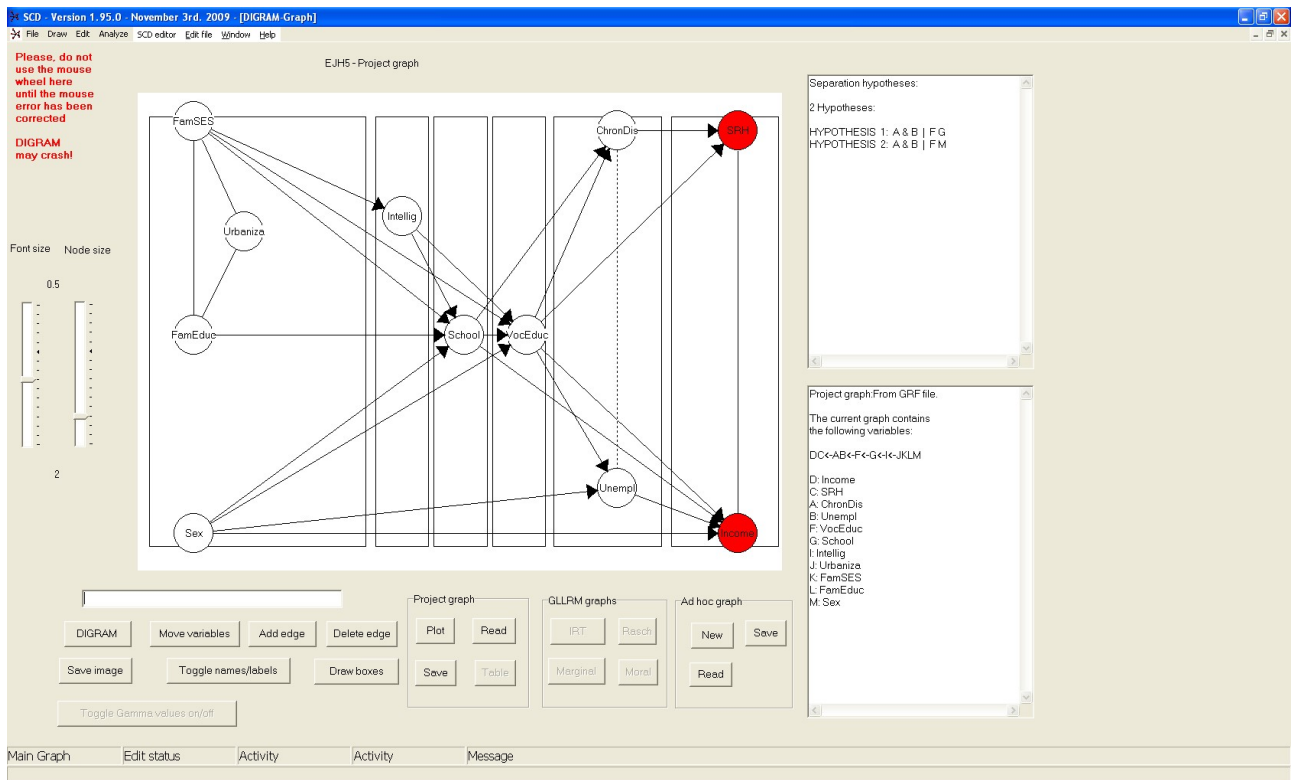 SCD - Version 1.95.0 - November 3rd. 2009 - [DIGRAM-Graph]
File Draw Edit Analyze SCD editor Edit file Window Help
Please, do not
use the mouse
wheel here
until the mouse
error has been
corrected
DIGRAM
may crash!
Font size Node size
0.5
2
EJH5 - Project graph
FamSES
ChronDis
SRH
Intellig
Urbaniza
FamEduc
School
VocEduc
Unempl
Sex
Income
Separation hypotheses:
2 Hypotheses:
HYPOTHESIS 1: A & B | F G
HYPOTHESIS 2: A & B | F M
Project graph:From GRF file.
The current graph contains
the following variables:
DC<-AB<-F<-G<-I<-JKLM
D: Income
C: SRH
A: ChronDis
B: Unempl
F: VocEduc
G: School
I: Intellig
J: Urbaniza
K: FamSES
L: FamEduc
M: Sex
DIGRAM Move variables Add edge Delete edge
Save image Toggle names/labels Draw boxes
Toggle Gamma values on/off
Project graph
Plot Read
Save Table
GLLRM graphs
IRT Rasch
Marginal Moral
Ad hoc graph
New Save
Read
Main Graph Edit status Activity Activity Message